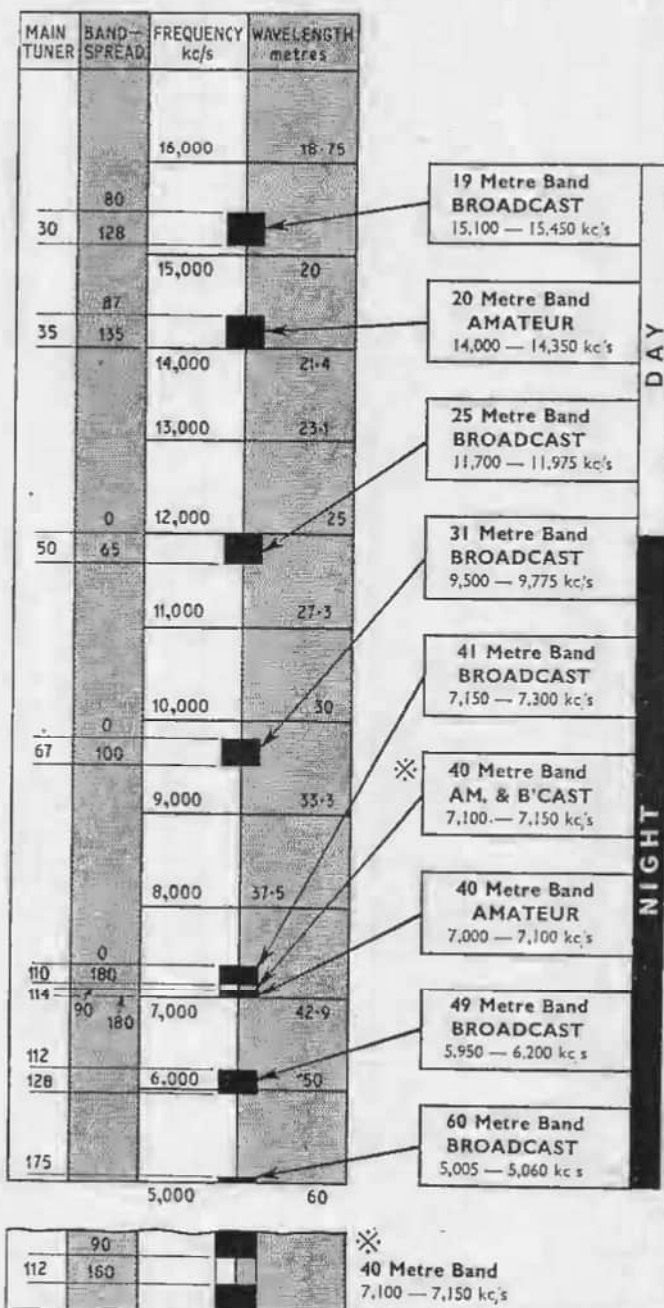 MAIN TUNER
BAND-SPREAD
FREQUENCY kc/s
WAVELENGTH metres
16,000 18·75
80
30 128
15,000 20
87
35 135
14,000 21·4
13,000 23·1
0 12,000 25
50 65
11,000 27·3
10,000 30
0
67 100
9,000 33·3
8,000 37·5
0
110 180
114
90 180 7,000 42·9
112
128 6,000 50
175
5,000 60
19 Metre Band
BROADCAST
15,100 — 15,450 kc/s
20 Metre Band
AMATEUR
14,000 — 14,350 kc/s
25 Metre Band
BROADCAST
11,700 — 11,975 kc/s
31 Metre Band
BROADCAST
9,500 — 9,775 kc/s
41 Metre Band
BROADCAST
7,150 — 7,300 kc/s
※ 40 Metre Band
AM. & B'CAST
7,100 — 7,150 kc/s
40 Metre Band
AMATEUR
7,000 — 7,100 kc/s
49 Metre Band
BROADCAST
5,950 — 6,200 kc s
60 Metre Band
BROADCAST
5,005 — 5,060 kc s
DAY
NIGHT
90
112 160
※
40 Metre Band
7,100 — 7,150 kc/s